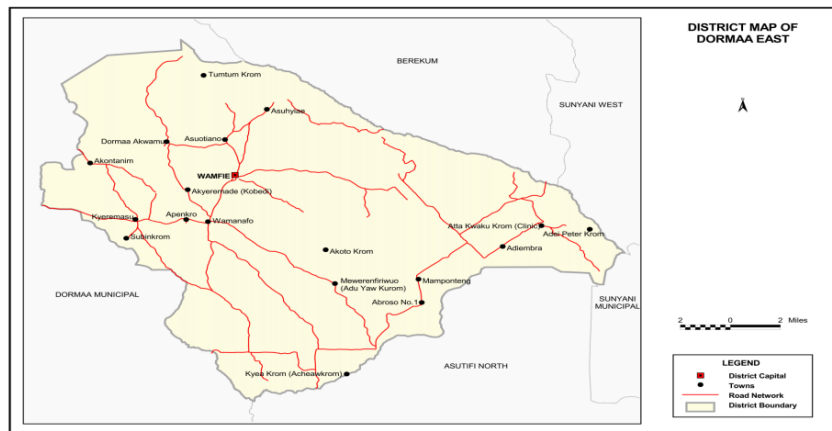 DISTRICT MAP OF
DORMAA EAST
BEREKUM
SUNYANI WEST
Tumtum Krom
Asuhyiae
Asuotiano
Dormaa Akwamu
Akontanim
WAMFIE
Akyeremade (Kobedi)
Kyeremasu
Apenkro
Wamanafo
Subinkrom
Atta Kwaku Krom (Clinic)
Adei Peter Krom
Adiembra
Akoto Krom
Mewerenfiriwuo
(Adu Yaw Kurom)
Mamponteng
Abroso No.1
DORMAA MUNICIPAL
SUNYANI
MUNICIPAL
ASUTIFI NORTH
Kyea Krom (Acheawkrom)
N
2 0 2 Miles
LEGEND
District Capital
Towns
Road Network
District Boundary